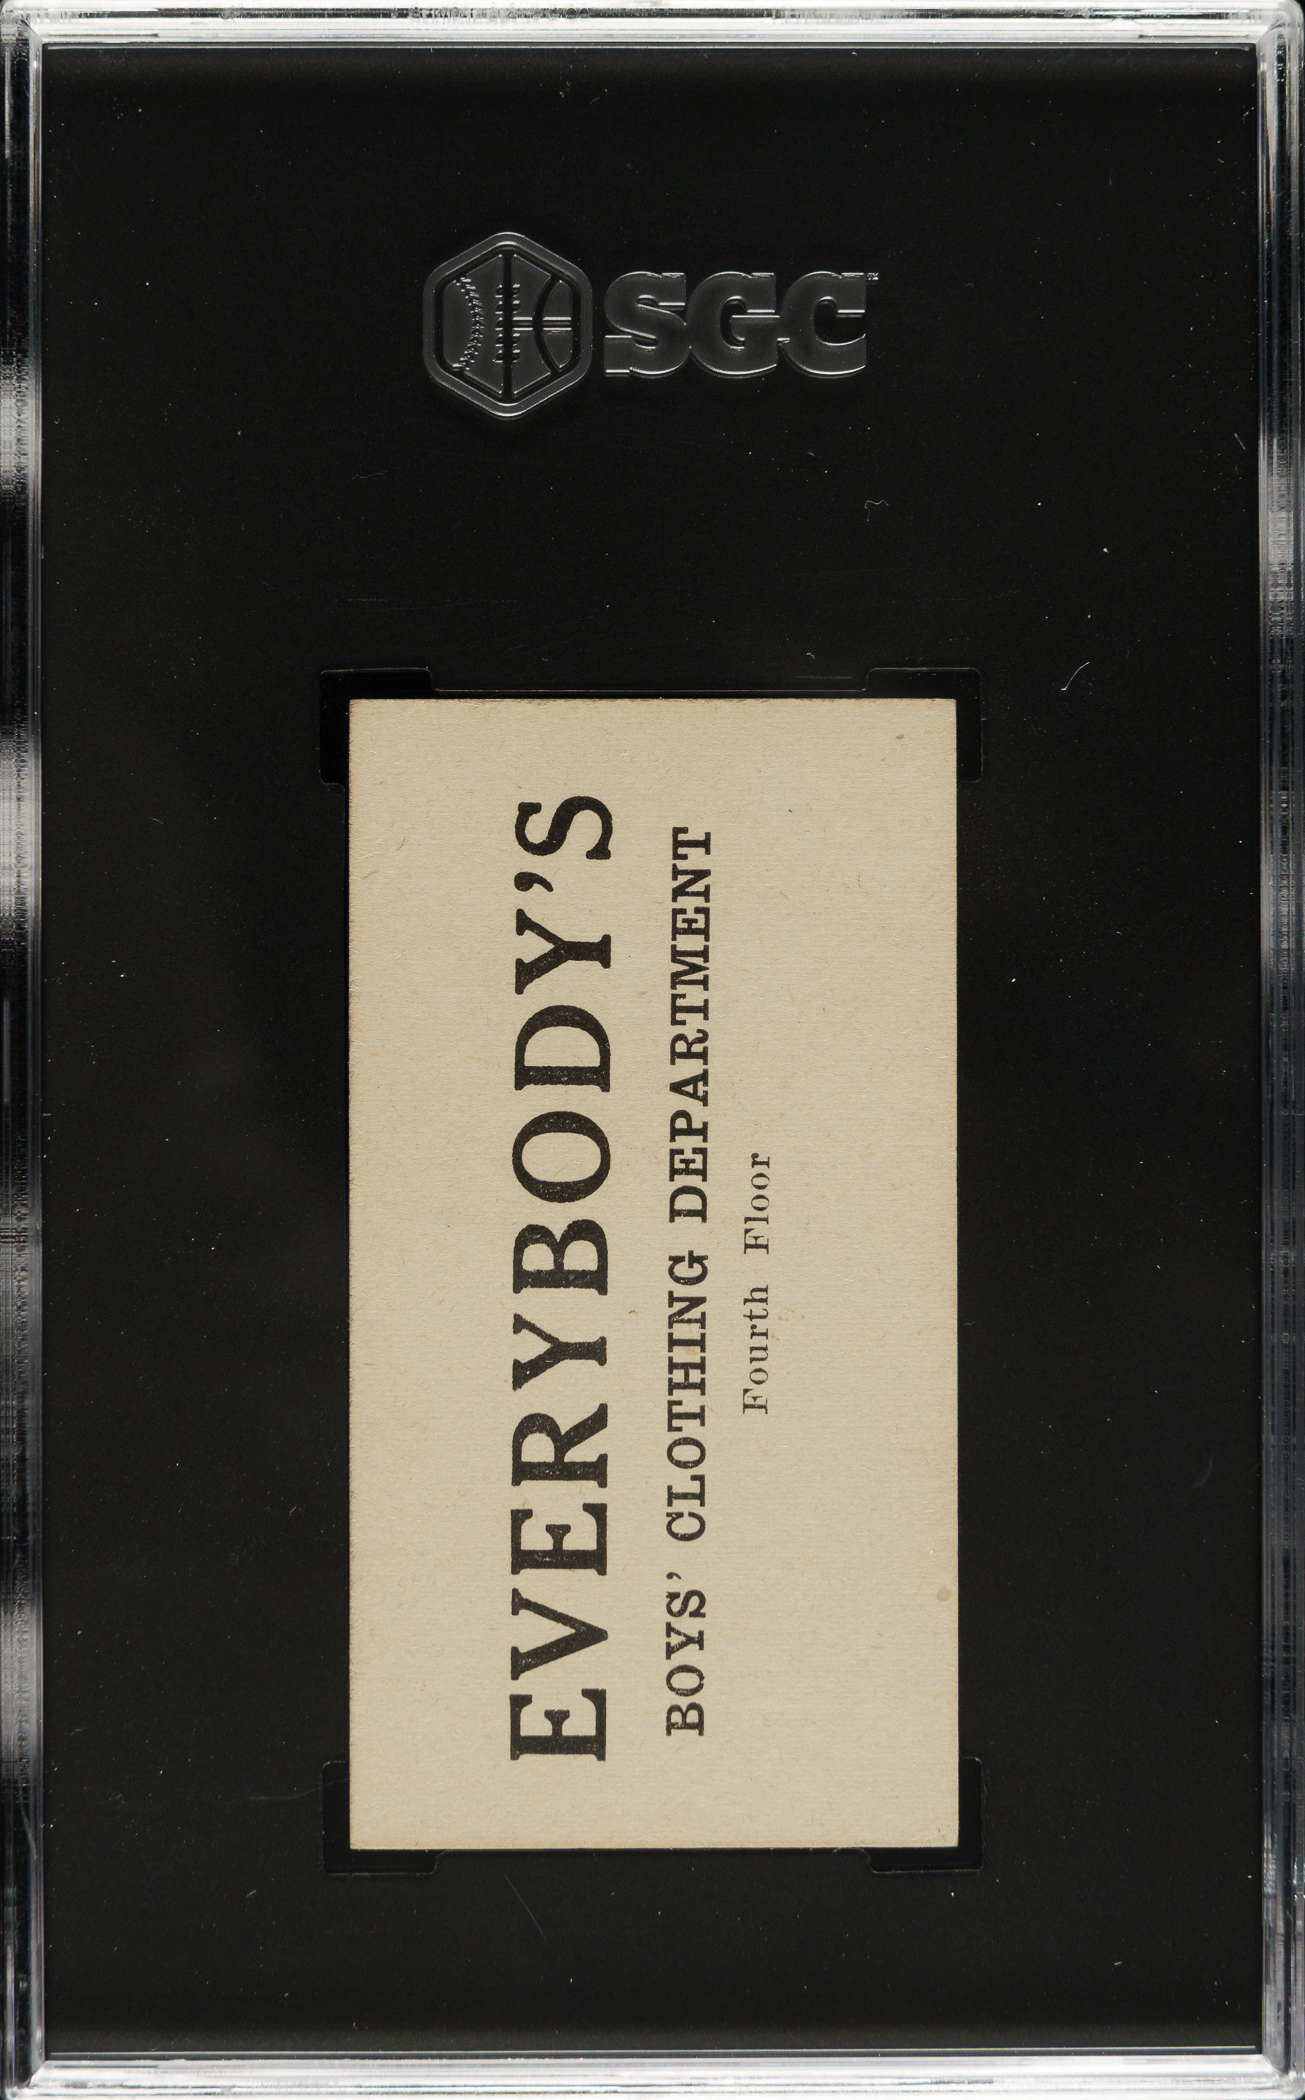 SGC
EVERYBODY'S
BOYS' CLOTHING DEPARTMENT
Fourth Floor